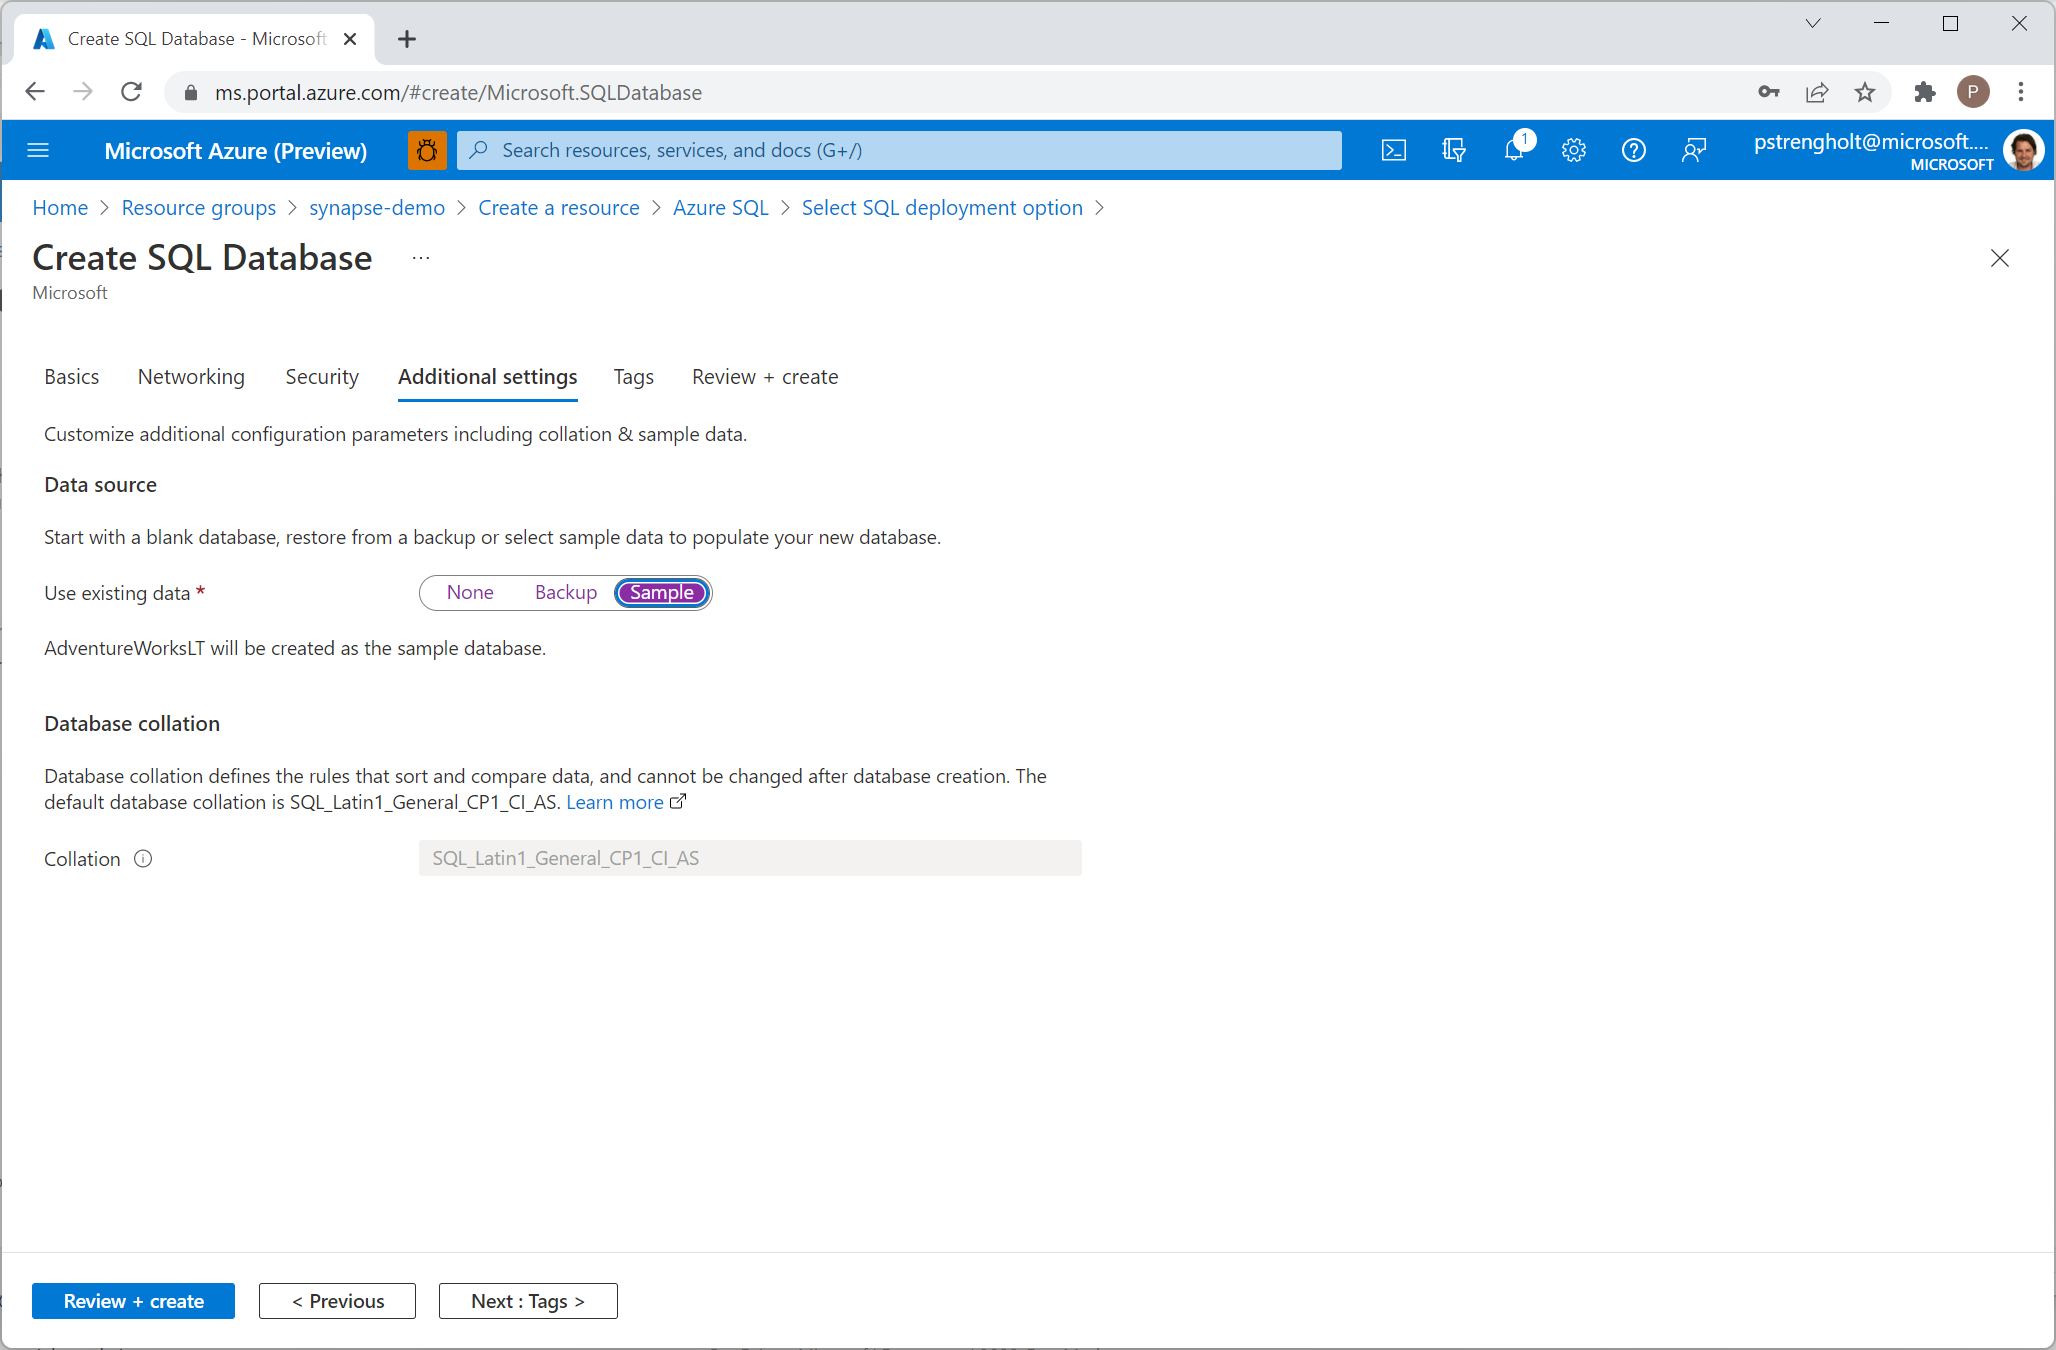 Create SQL Database - Microsoft
ms.portal.azure.com/#create/Microsoft.SQLDatabase
P
Microsoft Azure (Preview)
Search resources, services, and docs (G+/)
1
pstrengholt@microsoft....
MICROSOFT
Home > Resource groups > synapse-demo > Create a resource > Azure SQL > Select SQL deployment option >
Create SQL Database ...
Microsoft
Basics Networking Security Additional settings Tags Review + create
Customize additional configuration parameters including collation & sample data.
Data source
Start with a blank database, restore from a backup or select sample data to populate your new database.
Use existing data * None Backup Sample
AdventureWorksLT will be created as the sample database.
Database collation
Database collation defines the rules that sort and compare data, and cannot be changed after database creation. The
default database collation is SQL_Latin1_General_CP1_CI_AS. Learn more
Collation SQL_Latin1_General_CP1_CI_AS
Review + create < Previous Next : Tags >